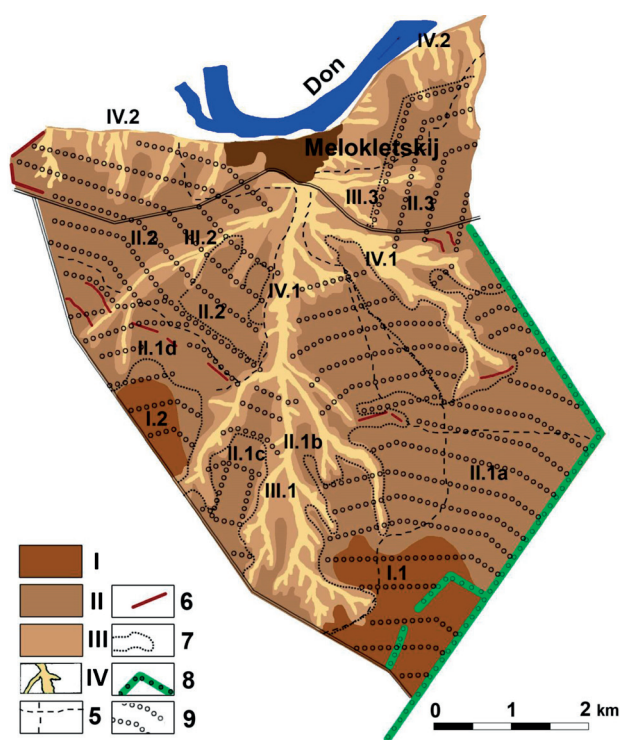 IV.2
Don
IV.2
Melokletskij
III.3
II.3
II.2
III.2
IV.1
IV.1
II.2
II.1d
I.2
II.1b
II.1c
II.1a
III.1
I.1
I
II
6
III
7
IV
8
5
9
0 1 2 km